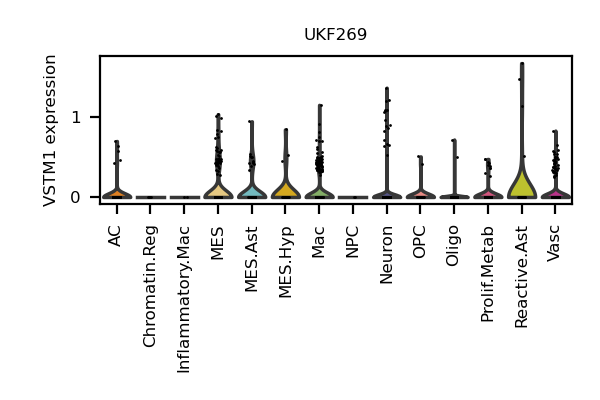 UKF269
VSTM1 expression
1
0
AC
Chromatin.Reg
Inflammatory.Mac
MES
MES.Ast
MES.Hyp
Mac
NPC
Neuron
OPC
Oligo
Prolif.Metab
Reactive.Ast
Vasc